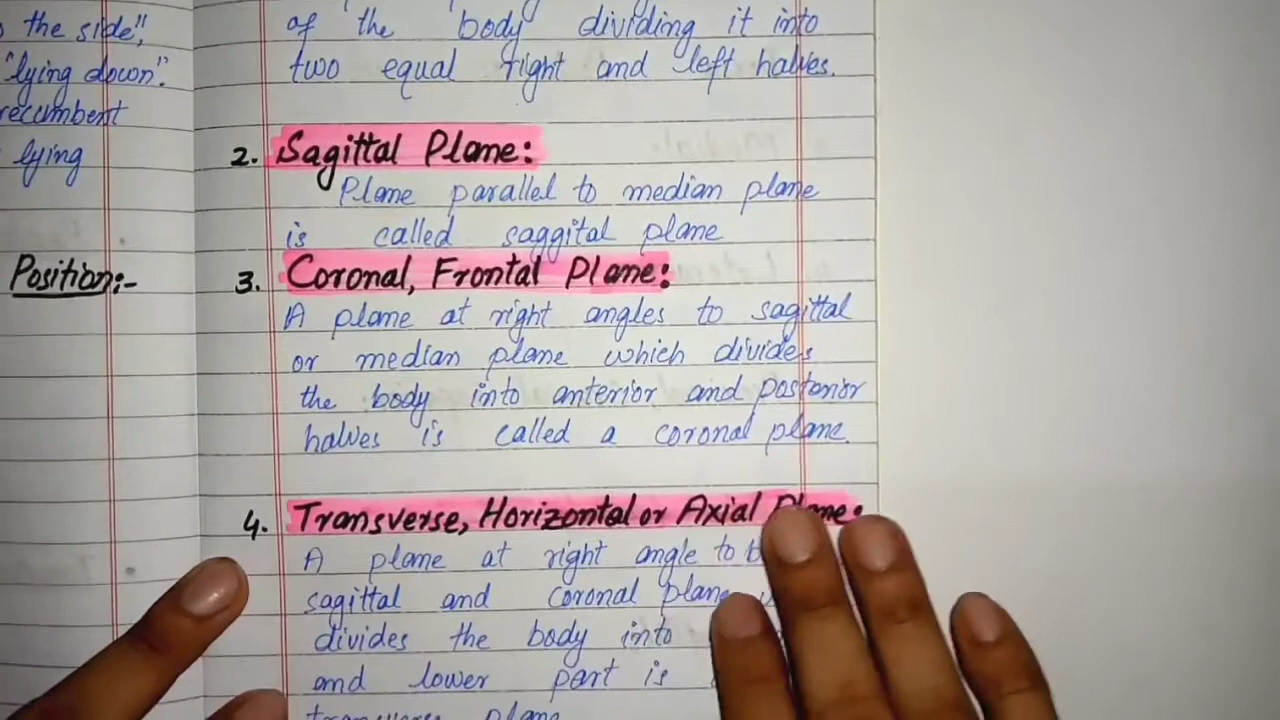 the side",
"lying down".
recumbent
lying
Position:-
of the body dividing it into
two equal right and left halves.
2. Sagittal Plane:
Plane parallel to median plane
is called saggital plane
3. Coronal, Frontal Plane:
A plane at right angles to sagittal
or median plane which divides
the body into anterior and posterior
halves is called a coronal plane.
4. Transverse, Horizontal or Axial Plane:
A plane at right angle to
sagittal and coronal plane
divides the body into
and lower part is
transverse plane